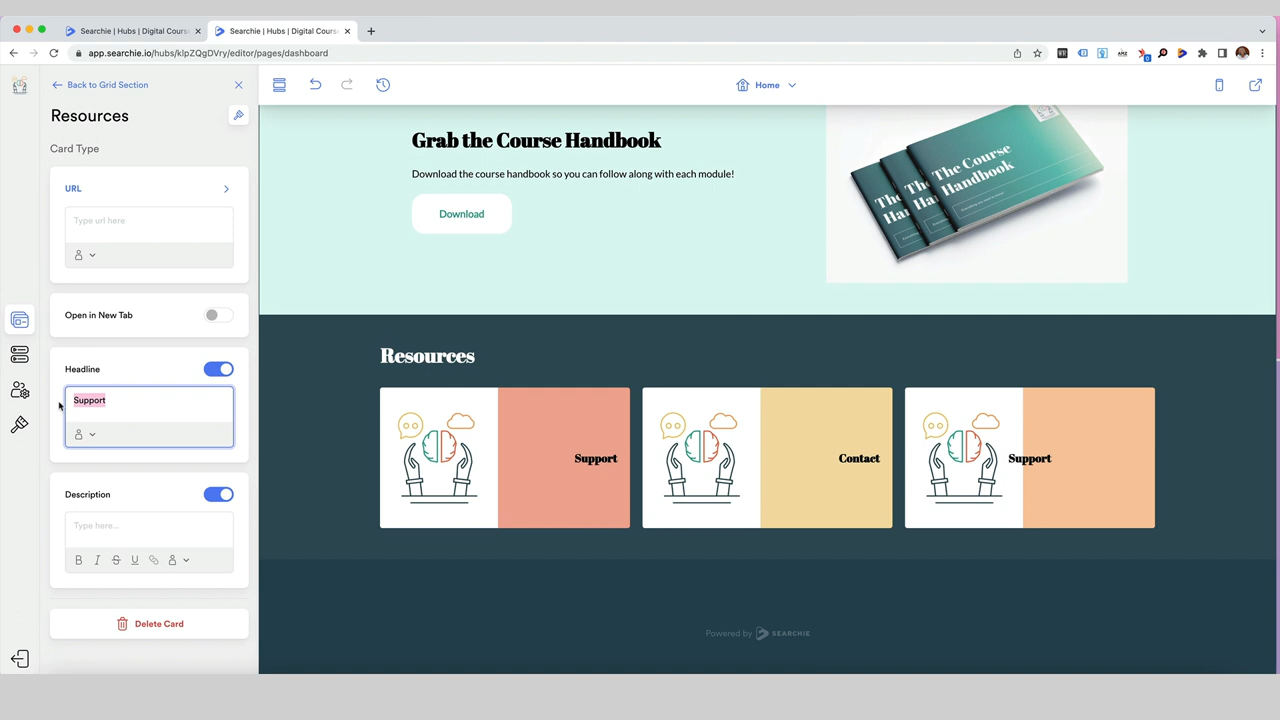 Searchie | Hubs | Digital Cours
Searchie | Hubs | Digital Cours
app.searchie.io/hubs/klpZQgDVry/editor/pages/dashboard
Back to Grid Section
Home
Resources
Card Type
URL
Type url here
Open in New Tab
Headline
Support
Description
Type here...
B I S U
Delete Card
Grab the Course Handbook
Download the course handbook so you can follow along with each module!
Download
The Course
Handbook
Resources
Support
Contact
Support
Powered by SEARCHIE